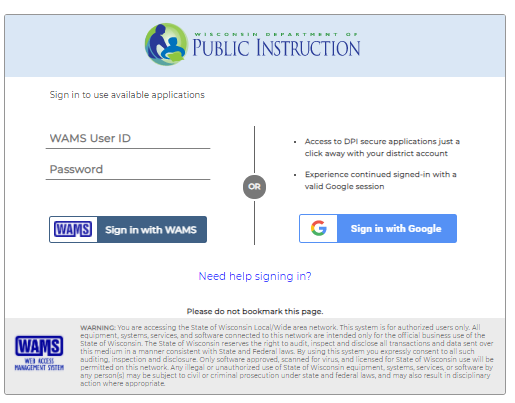 WISCONSIN DEPARTMENT OF
PUBLIC INSTRUCTION
Sign in to use available applications
WAMS User ID
Password
WAMS Sign in with WAMS
OR
• Access to DPI secure applications just a
click away with your district account
• Experience continued signed-in with a
valid Google session
G Sign in with Google
Need help signing in?
Please do not bookmark this page.
WAMS
WEB ACCESS
MANAGEMENT SYSTEM
WARNING: You are accessing the State of Wisconsin Local/Wide area network. This system is for authorized users only. All
equipment, systems, services, and software connected to this network are intended only for the official business use of the
State of Wisconsin. The State of Wisconsin reserves the right to audit, inspect and disclose all transactions and data over
this medium in a manner consistent with State and Federal laws. By using this system you expressly consent to all such
auditing, inspection and disclosure. Only software approved, scanned for virus, and licensed for State of Wisconsin use will be
permitted on this network. Any illegal or unauthorized use of State of Wisconsin equipment, systems, services, or software by
any person(s) may be subject to civil or criminal prosecution under state and federal laws, and may also result in disciplinary
action where appropriate.